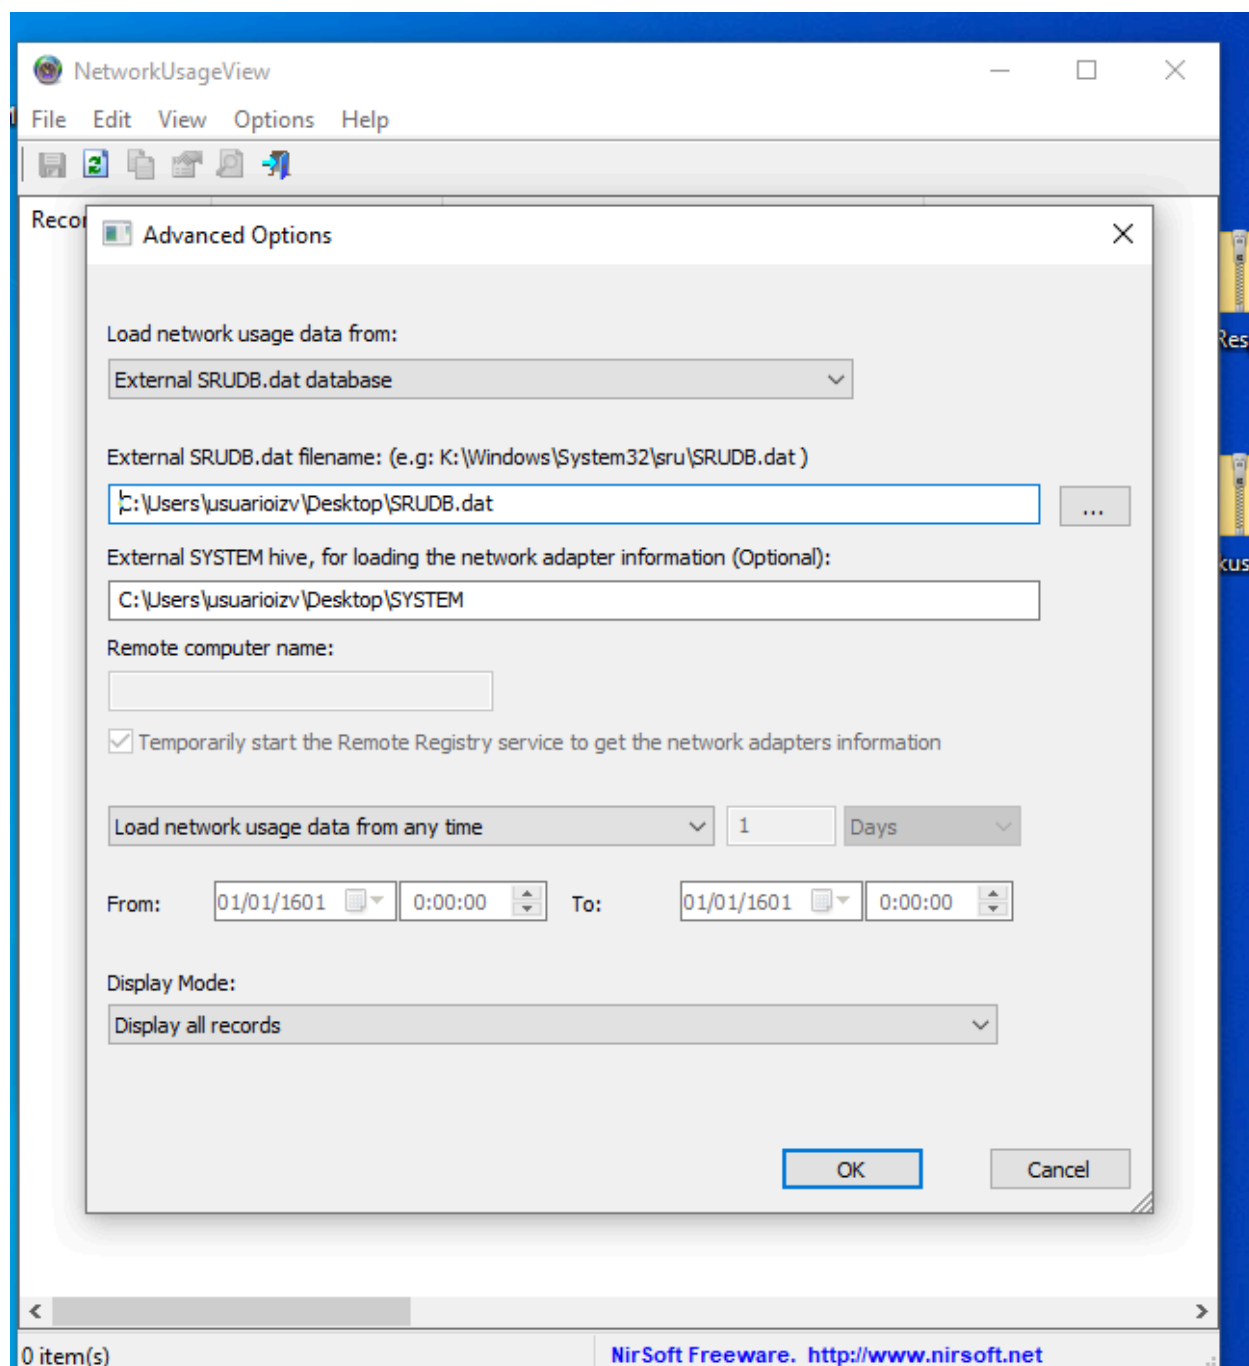 NetworkUsageView
File Edit View Options Help
Recor
Advanced Options
Load network usage data from:
External SRUDB.dat database
External SRUDB.dat filename: (e.g: K:\Windows\System32\sru\SRUDB.dat )
C:\Users\usuarioizv\Desktop\SRUDB.dat
...
External SYSTEM hive, for loading the network adapter information (Optional):
C:\Users\usuarioizv\Desktop\SYSTEM
Remote computer name:
Temporarily start the Remote Registry service to get the network adapters information
Load network usage data from any time 1 Days
From: 01/01/1601 0:00:00 To: 01/01/1601 0:00:00
Display Mode:
Display all records
OK Cancel
0 item(s) NirSoft Freeware. http://www.nirsoft.net
Res
kus